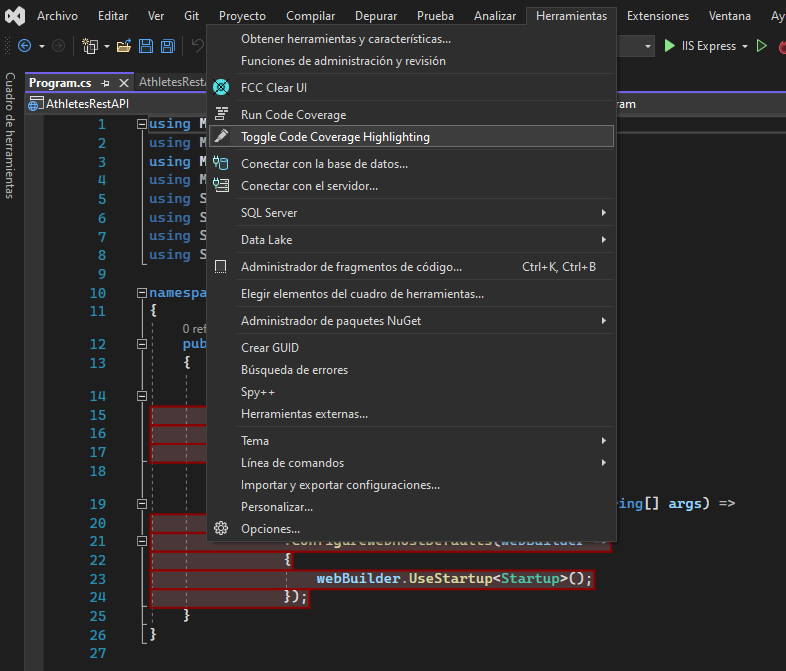 Archivo Editar Ver Git Proyecto Compilar Depurar Prueba Analizar Herramientas Extensiones Ventana Ay
IIS Express
Cuadro de herramientas
Program.cs AthletesRestA
AthletesRestAPI ram
Obtener herramientas y características...
Funciones de administración y revisión
FCC Clear UI
Run Code Coverage
Toggle Code Coverage Highlighting
Conectar con la base de datos...
Conectar con el servidor...
SQL Server
Data Lake
Administrador de fragmentos de código... Ctrl+K, Ctrl+B
Elegir elementos del cuadro de herramientas...
Administrador de paquetes NuGet
Crear GUID
Búsqueda de errores
Spy++
Herramientas externas...
Tema
Línea de comandos
Importar y exportar configuraciones...
Personalizar...
Opciones...
1 using M
2 using M
3 using M
4 using M
5 using S
6 using S
7 using S
8 using S
9
10 namespa
11 {
0 ref
12 pub
13 {
14
15
16
17
18
19 ing[] args) =>
20
21 .ConfigureWebHostDefaults(webBuilder =>
22 {
23 webBuilder.UseStartup<Startup>();
24 });
25 }
26 }
27